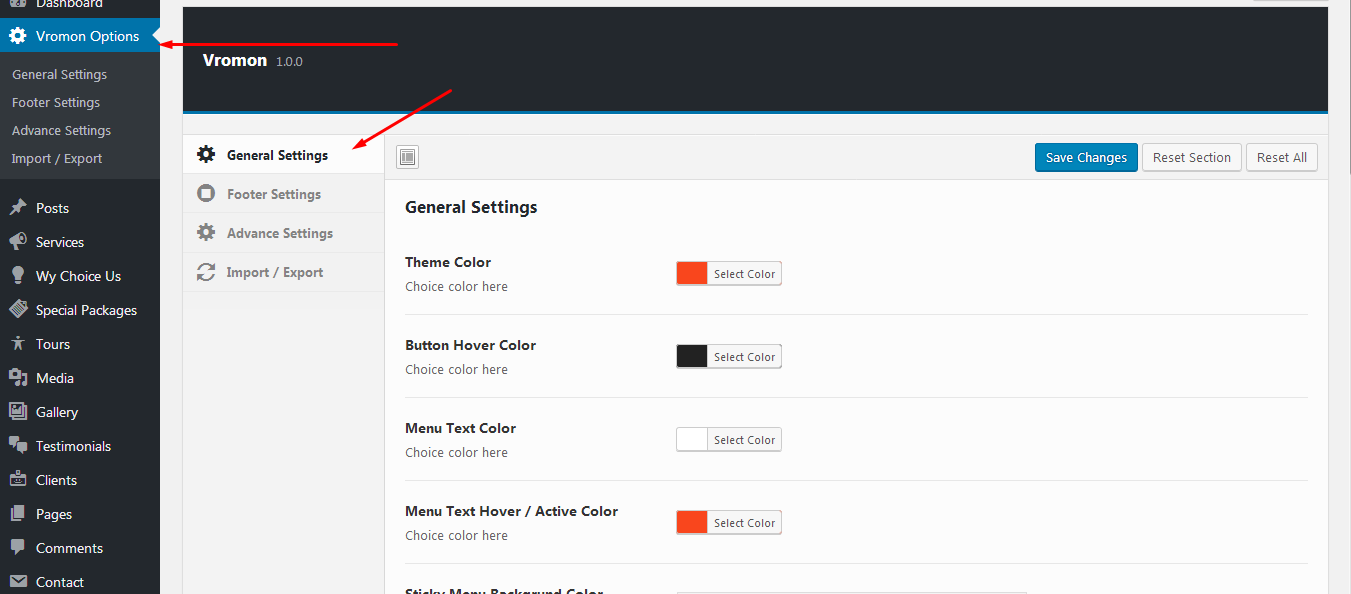 Dashboard
Vromon Options
General Settings
Footer Settings
Advance Settings
Import / Export
Posts
Services
Wy Choice Us
Special Packages
Tours
Media
Gallery
Testimonials
Clients
Pages
Comments
Contact
Vromon 1.0.0
General Settings
Footer Settings
Advance Settings
Import / Export
Save Changes Reset Section Reset All
General Settings
Theme Color
Choice color here
Select Color
Button Hover Color
Choice color here
Select Color
Menu Text Color
Choice color here
Select Color
Menu Text Hover / Active Color
Choice color here
Select Color
Sticky Menu Backgrund Color